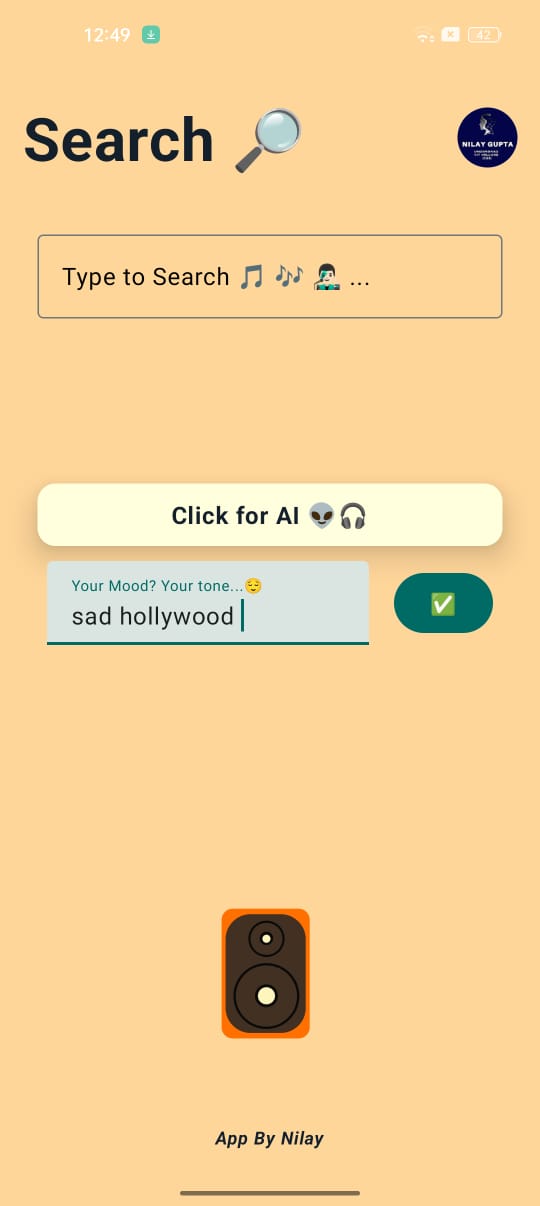 12:49
42
Search 🔎
NILAY GUPTA
Type to Search 🎵 🎶 👨🏻‍🎤 ...
Click for AI 👽🎧
Your Mood? Your tone...😌
sad hollywood
✅
App By Nilay